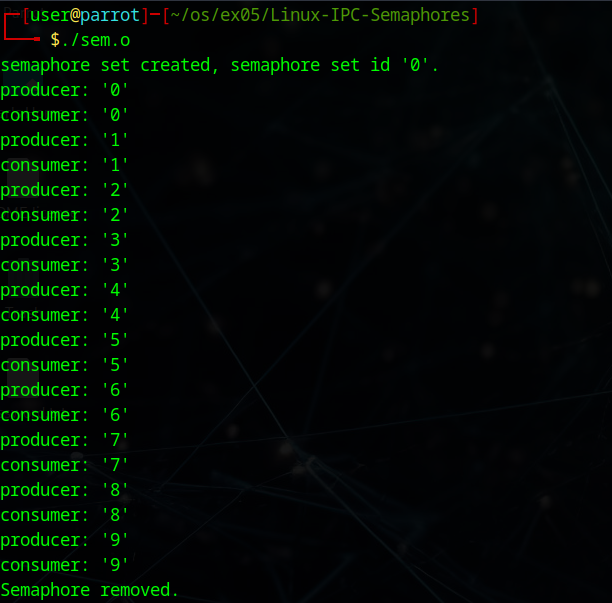 ┌─[user@parrot]─[~/os/ex05/Linux-IPC-Semaphores]
└──╼ $./sem.o
semaphore set created, semaphore set id '0'.
producer: '0'
consumer: '0'
producer: '1'
consumer: '1'
producer: '2'
consumer: '2'
producer: '3'
consumer: '3'
producer: '4'
consumer: '4'
producer: '5'
consumer: '5'
producer: '6'
consumer: '6'
producer: '7'
consumer: '7'
producer: '8'
consumer: '8'
producer: '9'
consumer: '9'
Semaphore removed.